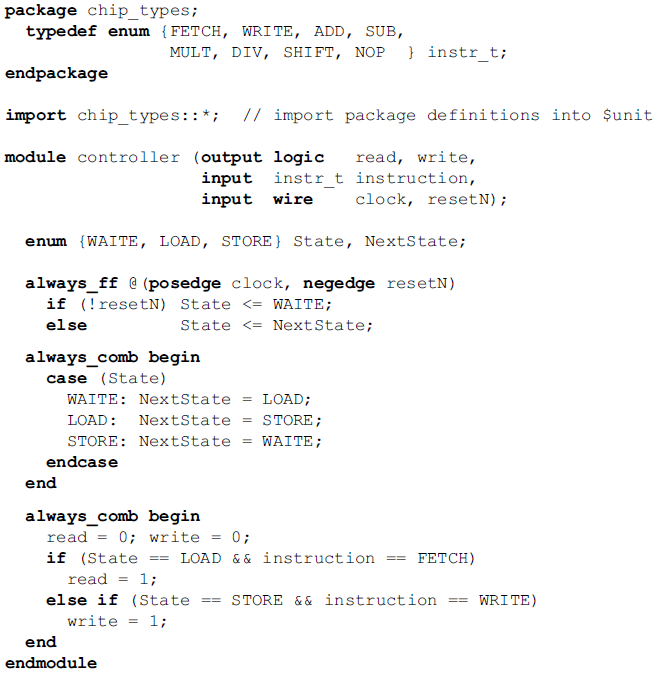 package chip_types;
  typedef enum {FETCH, WRITE, ADD, SUB,
                MULT, DIV, SHIFT, NOP  } instr_t;
endpackage

import chip_types::*;  // import package definitions into $unit

module controller (output logic   read, write,
                   input  instr_t instruction,
                   input  wire    clock, resetN);

  enum {WAITE, LOAD, STORE} State, NextState;

  always_ff @(posedge clock, negedge resetN)
    if (!resetN) State <= WAITE;
    else         State <= NextState;

  always_comb begin
    case (State)
      WAITE: NextState = LOAD;
      LOAD:  NextState = STORE;
      STORE: NextState = WAITE;
    endcase
  end

  always_comb begin
    read = 0; write = 0;
    if (State == LOAD && instruction == FETCH)
      read = 1;
    else if (State == STORE && instruction == WRITE)
      write = 1;
  end
endmodule